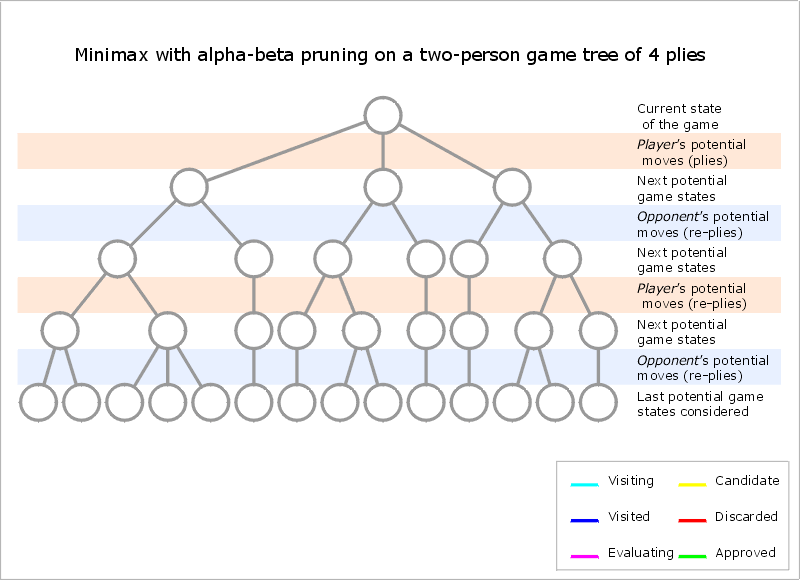 Minimax with alpha-beta pruning on a two-person game tree of 4 plies
Current state
of the game
Player's potential
moves (plies)
Next potential
game states
Opponent's potential
moves (re-plies)
Next potential
game states
Player's potential
moves (re-plies)
Next potential
game states
Opponent's potential
moves (re-plies)
Last potential game
states considered
Visiting
Candidate
Visited
Discarded
Evaluating
Approved